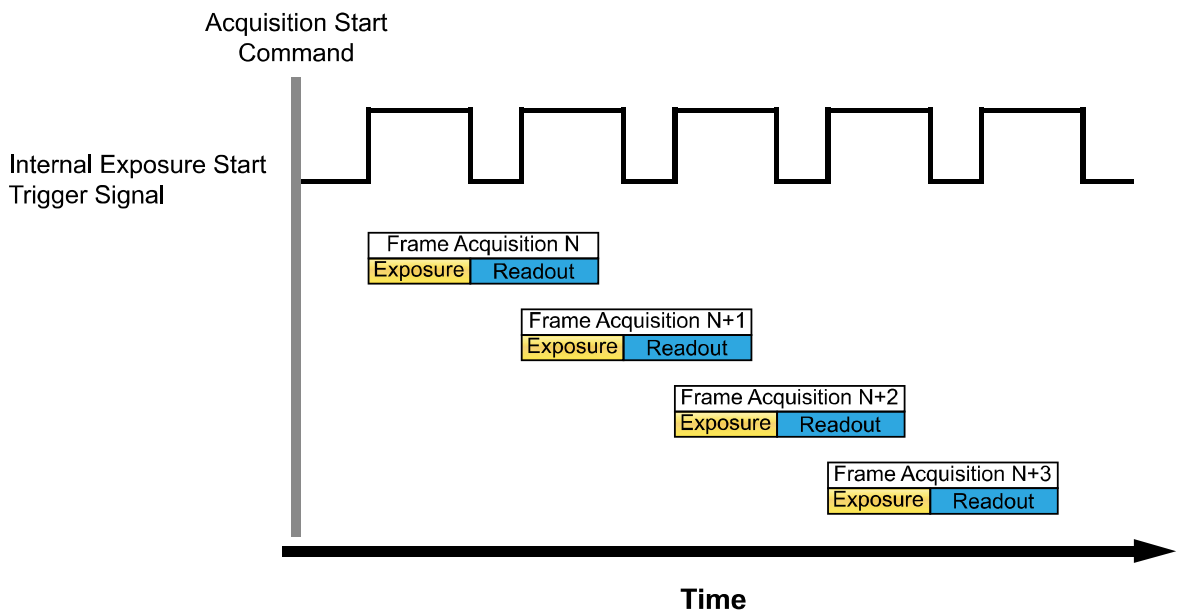 Acquisition Start
Command
Internal Exposure Start
Trigger Signal
Frame Acquisition N
Exposure Readout
Frame Acquisition N+1
Exposure Readout
Frame Acquisition N+2
Exposure Readout
Frame Acquisition N+3
Exposure Readout
Time